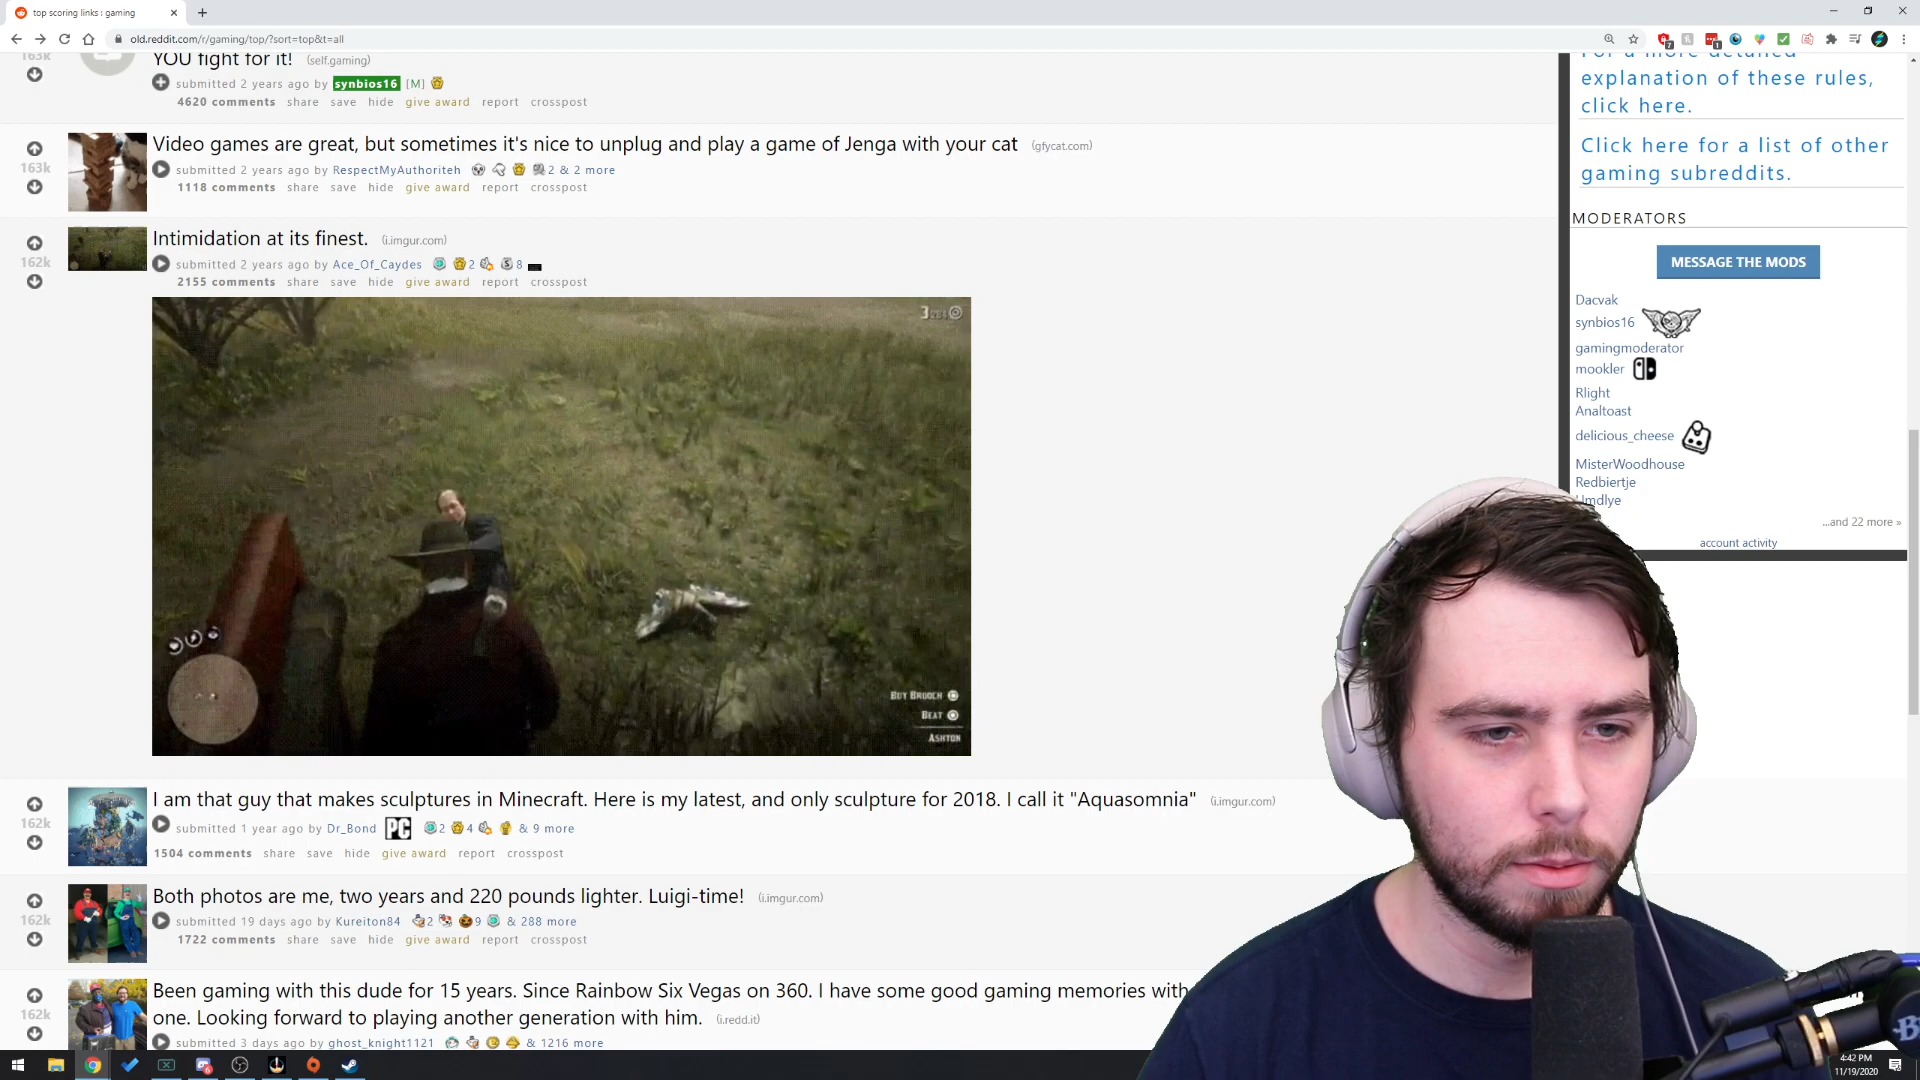 top scoring links : gaming
old.reddit.com/r/gaming/top/?sort=top&t=all
163k
YOU fight for it! (self.gaming)
submitted 2 years ago by synbios16 [M]
4620 comments share save hide give award report crosspost
Video games are great, but sometimes it's nice to unplug and play a game of Jenga with your cat (gfycat.com)
163k
submitted 2 years ago by RespectMyAuthoriteh 2 & 2 more
1118 comments share save hide give award report crosspost
Intimidation at its finest. (i.imgur.com)
162k
submitted 2 years ago by Ace_Of_Caydes 2 8
2155 comments share save hide give award report crosspost
3
BUY BROOCH
BEAT
ASHTON
I am that guy that makes sculptures in Minecraft. Here is my latest, and only sculpture for 2018. I call it "Aquasomnia" (i.imgur.com)
162k
submitted 1 year ago by Dr_Bond PC 2 4 & 9 more
1504 comments share save hide give award report crosspost
Both photos are me, two years and 220 pounds lighter. Luigi-time! (i.imgur.com)
162k
submitted 19 days ago by Kureiton84 2 9 & 288 more
1722 comments share save hide give award report crosspost
Been gaming with this dude for 15 years. Since Rainbow Six Vegas on 360. I have some good gaming memories with
162k
one. Looking forward to playing another generation with him. (i.redd.it)
submitted 3 days ago by ghost_knight1121 & 1216 more
For a more detailed
explanation of these rules,
click here.
Click here for a list of other
gaming subreddits.
MODERATORS
MESSAGE THE MODS
Dacvak
synbios16
gamingmoderator
mookler
Rlight
Analtoast
delicious_cheese
MisterWoodhouse
Redbiertje
Umdlye
...and 22 more »
account activity
4:42 PM
11/19/2020